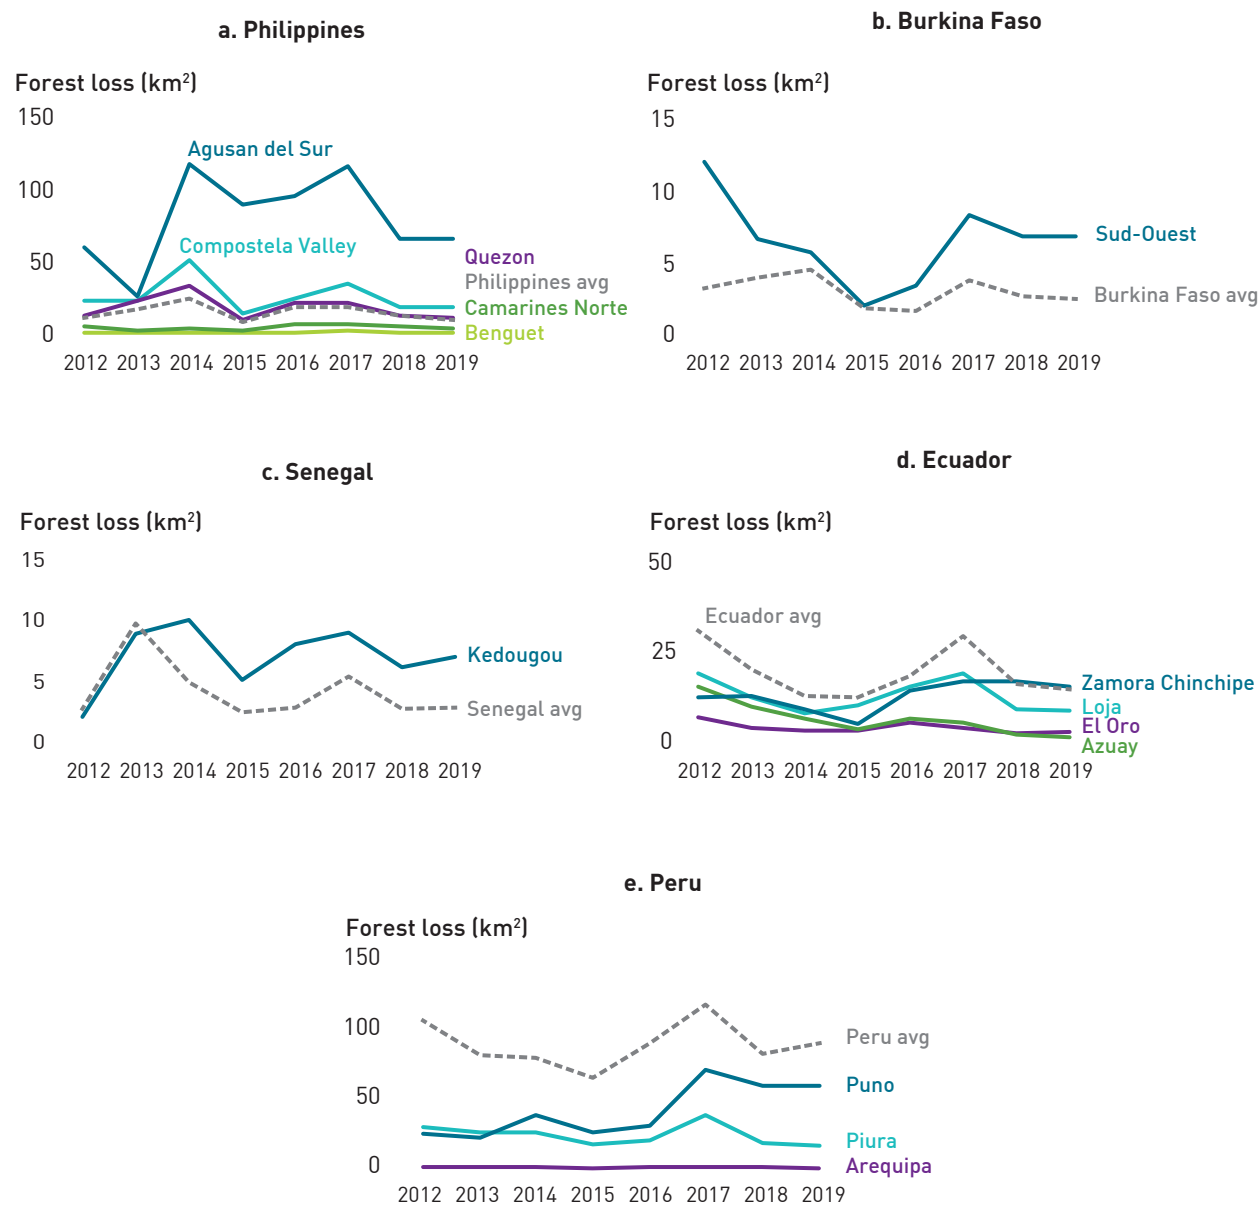 a. Philippines
Forest loss (km²)
150
100
50
0
Agusan del Sur
Compostela Valley
Quezon
Philippines avg
Camarines Norte
Benguet
2012 2013 2014 2015 2016 2017 2018 2019
b. Burkina Faso
Forest loss (km²)
15
10
5
0
Sud-Ouest
Burkina Faso avg
2012 2013 2014 2015 2016 2017 2018 2019
c. Senegal
Forest loss (km²)
15
10
5
0
Kedougou
Senegal avg
2012 2013 2014 2015 2016 2017 2018 2019
d. Ecuador
Forest loss (km²)
50
25
0
Ecuador avg
Zamora Chinchipe
Loja
El Oro
Azuay
2012 2013 2014 2015 2016 2017 2018 2019
e. Peru
Forest loss (km²)
150
100
50
0
Peru avg
Puno
Piura
Arequipa
2012 2013 2014 2015 2016 2017 2018 2019